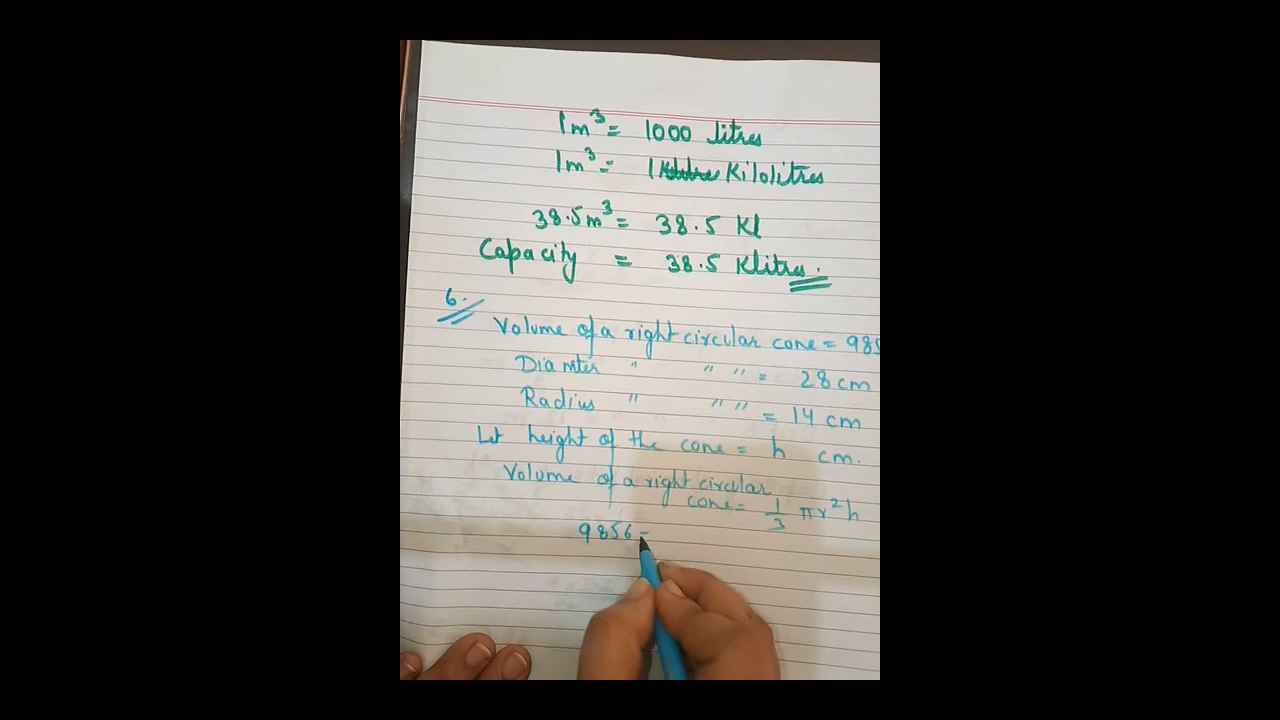 1m³ = 1000 litres
1m³ = 1 Kilolitres
38.5m³ = 38.5 Kl
Capacity = 38.5 Klitres.
6.
Volume of a right circular cone = 985
Diameter " " " = 28 cm
Radius " " " = 14 cm
Let height of the cone = h cm.
Volume of a right circular
cone = 1/3 πr²h
9856 =